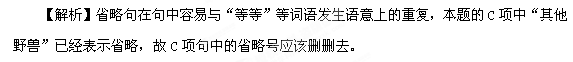 【解析】省略句在句中容易与“等等”等词语发生语意上的重复，本题的 C 项中“其他
野兽”已经表示省略，故 C 项句中的省略号应该删删去。